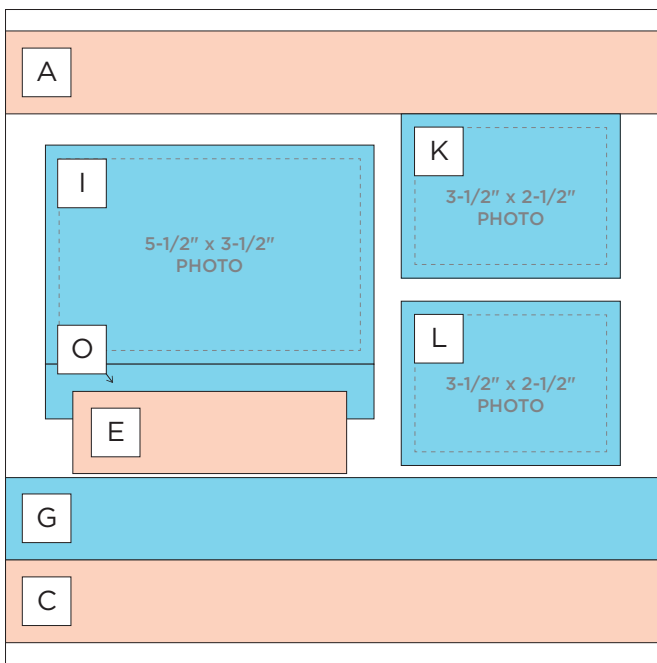 A
I
5-1/2" x 3-1/2"
PHOTO
O
E
K
3-1/2" x 2-1/2"
PHOTO
L
3-1/2" x 2-1/2"
PHOTO
G
C